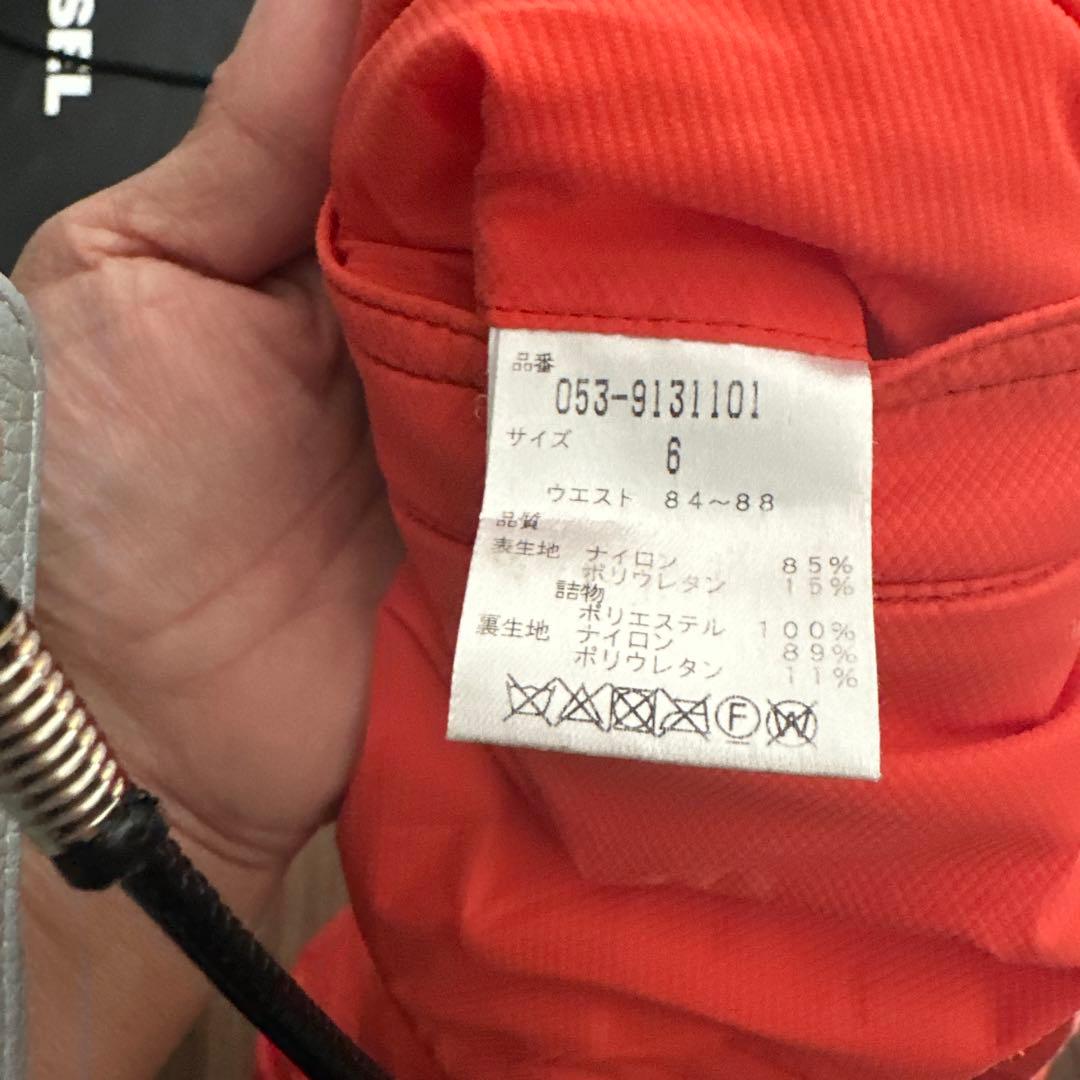 SEL
品番
053-9131101
サイズ 6
ウエスト 84～88
品質
表生地 ナイロン 85%
ポリウレタン 15%
詰物
ポリエステル 100%
裏生地 ナイロン 89%
ポリウレタン 11%
F W